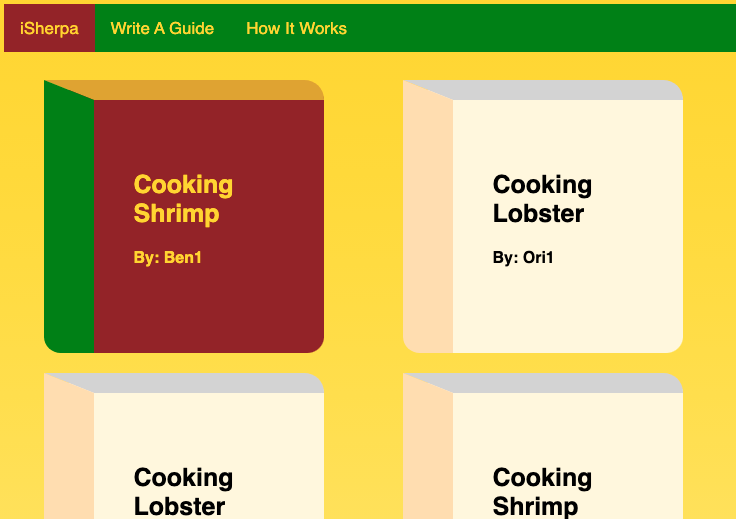 iSherpa Write A Guide How It Works
Cooking
Shrimp
By: Ben1
Cooking
Lobster
By: Ori1
Cooking
Lobster
Cooking
Shrimp